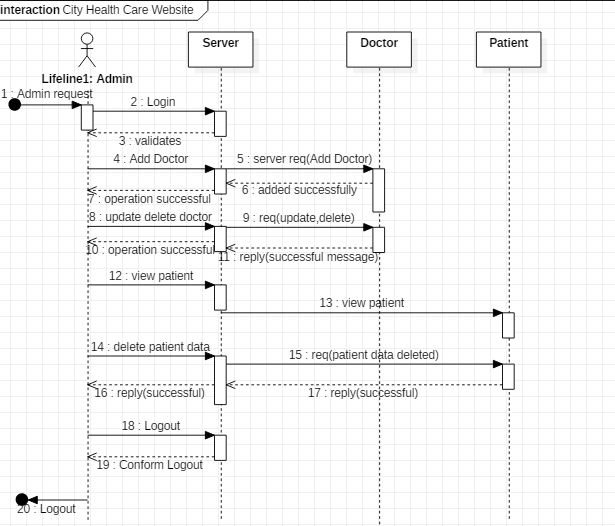 interaction City Health Care Website
Server
Doctor
Patient
Lifeline1: Admin
1 : Admin request
2 : Login
3 : validates
4 : Add Doctor
5 : server req(Add Doctor)
6 : added successfully
7 : operation successful
8 : update delete doctor
9 : req(update,delete)
10 : operation successful
11 : reply(successful message)
12 : view patient
13 : view patient
14 : delete patient data
15 : req(patient data deleted)
16 : reply(successful)
17 : reply(successful)
18 : Logout
19 : Conform Logout
20 : Logout